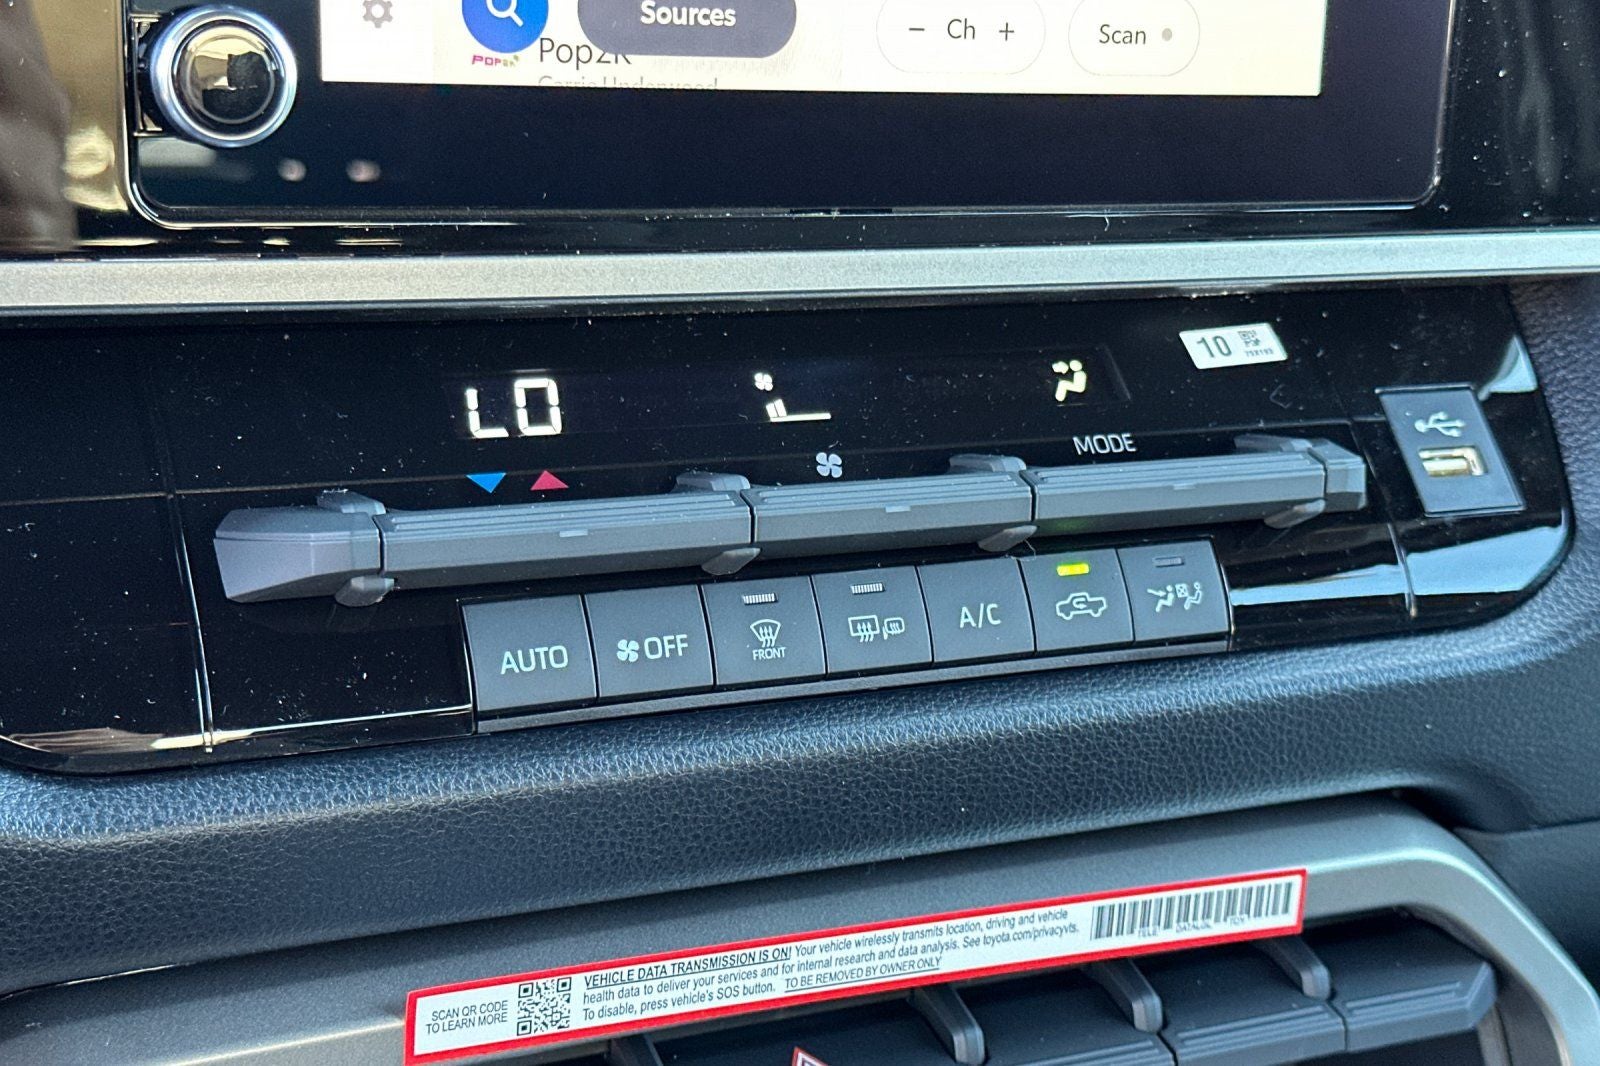 Sources
− Ch +
Scan
POP2K
Pop2K
Carrie Underwood
LO
10
MODE
AUTO
OFF
FRONT
A/C
SCAN QR CODE
TO LEARN MORE
VEHICLE DATA TRANSMISSION IS ON! Your vehicle wirelessly transmits location, driving and vehicle
health data to deliver your services and for internal research and data analysis. See toyota.com/privacyvts.
To disable, press vehicle's SOS button. TO BE REMOVED BY OWNER ONLY